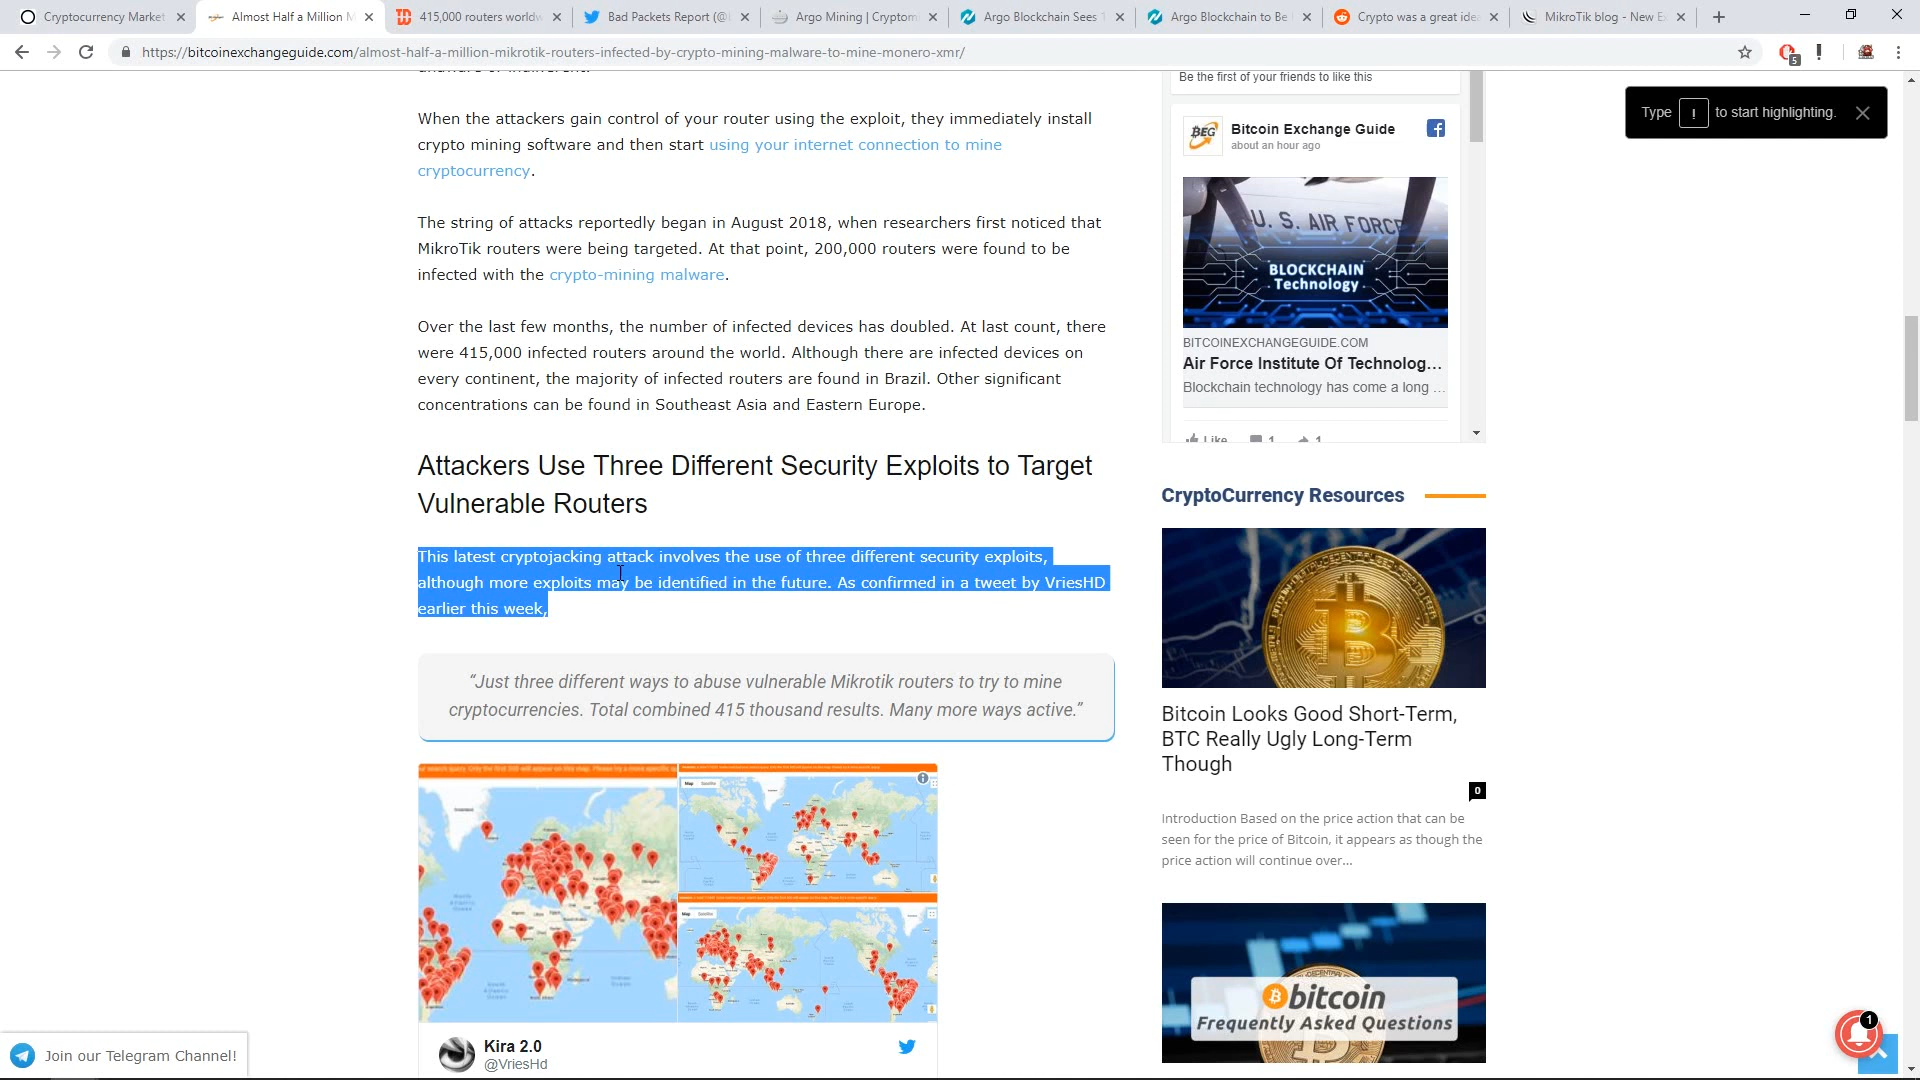 Cryptocurrency Market
Almost Half a Million M
415,000 routers worldw
Bad Packets Report (@
Argo Mining | Cryptom
Argo Blockchain Sees T
Argo Blockchain to Be
Crypto was a great ide
MikroTik blog - New E
https://bitcoinexchangeguide.com/almost-half-a-million-mikrotik-routers-infected-by-crypto-mining-malware-to-mine-monero-xmr/
5
Type ! to start highlighting.
When the attackers gain control of your router using the exploit, they immediately install
crypto mining software and then start using your internet connection to mine
cryptocurrency.
The string of attacks reportedly began in August 2018, when researchers first noticed that
MikroTik routers were being targeted. At that point, 200,000 routers were found to be
infected with the crypto-mining malware.
Over the last few months, the number of infected devices has doubled. At last count, there
were 415,000 infected routers around the world. Although there are infected devices on
every continent, the majority of infected routers are found in Brazil. Other significant
concentrations can be found in Southeast Asia and Eastern Europe.
Attackers Use Three Different Security Exploits to Target
Vulnerable Routers
This latest cryptojacking attack involves the use of three different security exploits,
although more exploits may be identified in the future. As confirmed in a tweet by VriesHD
earlier this week,
“Just three different ways to abuse vulnerable Mikrotik routers to try to mine
cryptocurrencies. Total combined 415 thousand results. Many more ways active.”
Map
Map
Kira 2.0
@VriesHd
Be the first of your friends to like this
BEG
Bitcoin Exchange Guide
about an hour ago
U. S. AIR FORCE
BLOCKCHAIN
Technology
BITCOINEXCHANGEGUIDE.COM
Air Force Institute Of Technolog...
Blockchain technology has come a long ...
Like 1 1
CryptoCurrency Resources
Bitcoin Looks Good Short-Term,
BTC Really Ugly Long-Term
Though
0
Introduction Based on the price action that can be
seen for the price of Bitcoin, it appears as though the
price action will continue over...
bitcoin
Frequently Asked Questions
Join our Telegram Channel!
1